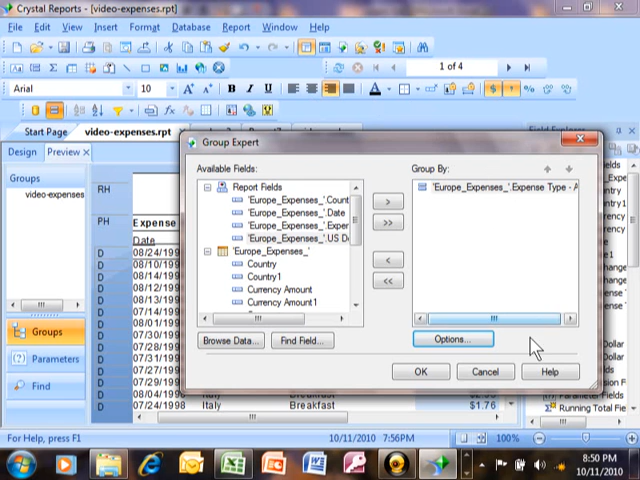 Crystal Reports - [video-expenses.rpt]
File Edit View Insert Format Database Report Window Help
1 of 4
Arial 10 B I U
Start Page video-expenses.rpt
Field Explorer
Design Preview
Groups
video-expenses
Groups
Parameters
Find
RH
PH
Expense
Date
D 08/24/199
D 08/10/199
D 08/14/199
D 08/12/199
D 08/13/199
D 07/14/199
D 08/01/199
D 07/30/199
D 07/28/199
D 07/31/199
D 07/27/199
D 07/29/199
D 08/04/199
D 07/24/1998 Italy Breakfast $1.76
Group Expert
Available Fields:
Report Fields
'Europe_Expenses_'.Count
'Europe_Expenses_'.Date
'Europe_Expenses_'.Exper
'Europe_Expenses_'.US D
'Europe_Expenses_'
Country
Country1
Currency Amount
Currency Amount1
Browse Data...
Find Field...
>
>>
<
<<
Group By:
'Europe_Expenses_'.Expense Type - A
Options...
OK
Cancel
Help
Running Total Fie
For Help, press F1
10/11/2010 7:56PM
100%
8:50 PM
10/11/2010